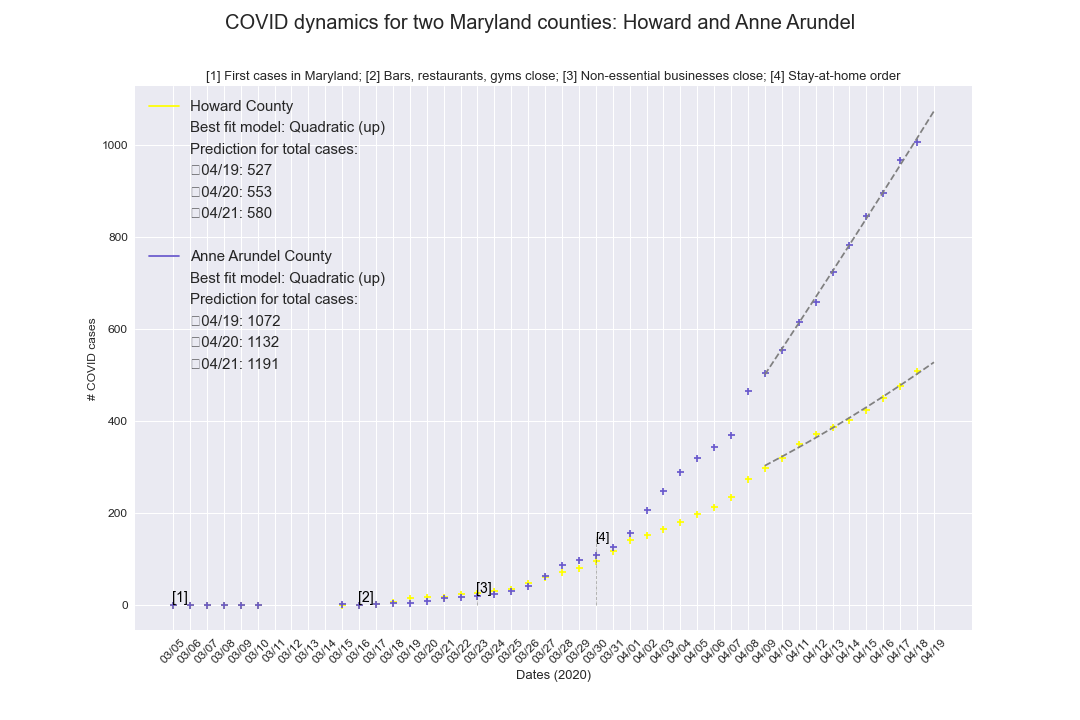 COVID dynamics for two Maryland counties: Howard and Anne Arundel
[1] First cases in Maryland; [2] Bars, restaurants, gyms close; [3] Non-essential businesses close; [4] Stay-at-home order
Howard County
Best fit model: Quadratic (up)
Prediction for total cases:
04/19: 527
04/20: 553
04/21: 580
Anne Arundel County
Best fit model: Quadratic (up)
Prediction for total cases:
04/19: 1072
04/20: 1132
04/21: 1191
# COVID cases
1000
800
600
400
200
0
[1]
[2]
[3]
[4]
03/05 03/06 03/07 03/08 03/09 03/10 03/11 03/12 03/13 03/14 03/15 03/16 03/17 03/18 03/19 03/20 03/21 03/22 03/23 03/24 03/25 03/26 03/27 03/28 03/29 03/30 03/31 04/01 04/02 04/03 04/04 04/05 04/06 04/07 04/08 04/09 04/10 04/11 04/12 04/13 04/14 04/15 04/16 04/17 04/18 04/19
Dates (2020)